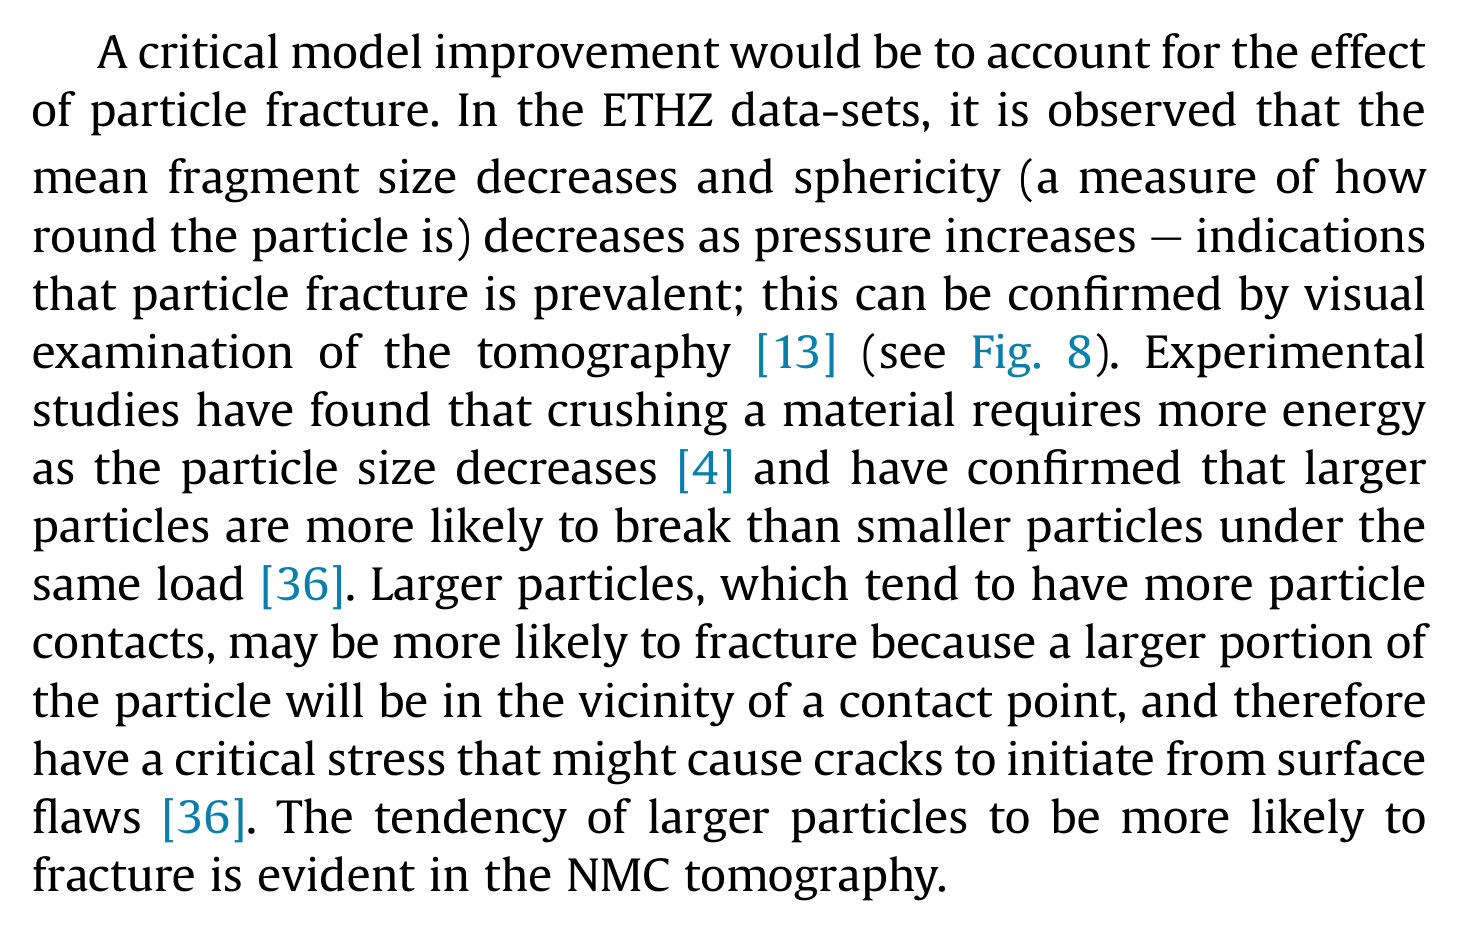 A critical model improvement would be to account for the effect
of particle fracture. In the ETHZ data-sets, it is observed that the
mean fragment size decreases and sphericity (a measure of how
round the particle is) decreases as pressure increases — indications
that particle fracture is prevalent; this can be confirmed by visual
examination of the tomography [13] (see Fig. 8). Experimental
studies have found that crushing a material requires more energy
as the particle size decreases [4] and have confirmed that larger
particles are more likely to break than smaller particles under the
same load [36]. Larger particles, which tend to have more particle
contacts, may be more likely to fracture because a larger portion of
the particle will be in the vicinity of a contact point, and therefore
have a critical stress that might cause cracks to initiate from surface
flaws [36]. The tendency of larger particles to be more likely to
fracture is evident in the NMC tomography.